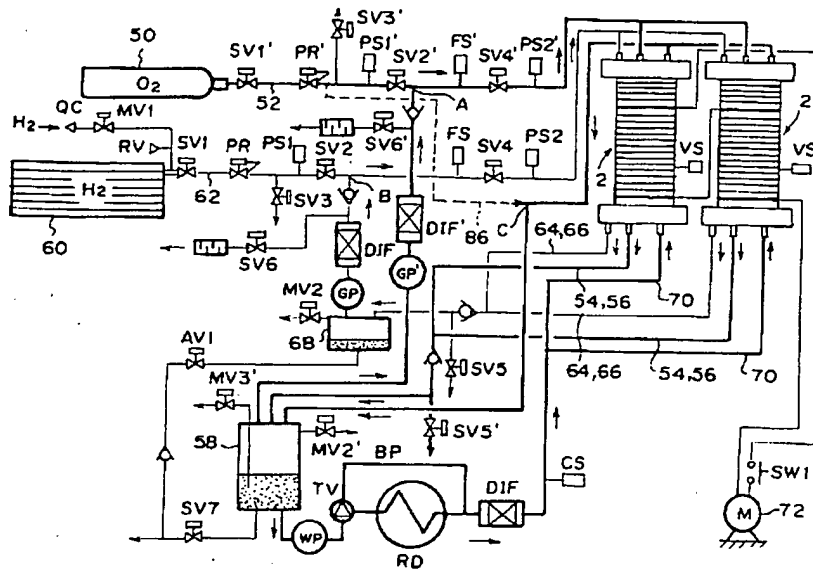 SV3'
50
SV1'
PR'
PS1'
SV2'
FS'
SV4'
PS2'
O₂
52
A
QC
MV1
H₂
RV
SV1
PR
PS1
SV2
SV6'
FS
SV4
PS2
2
2
VS
VS
H₂
62
SV3
B
60
SV6
DIF
DIF'
86
C
64,66
GP
GP'
MV2
68
54,56
70
AV1
MV3'
SV5
64,66
54,56
70
58
MV2'
SV5'
BP
CS
SW1
TV
DIF
SV7
WP
RD
M
72